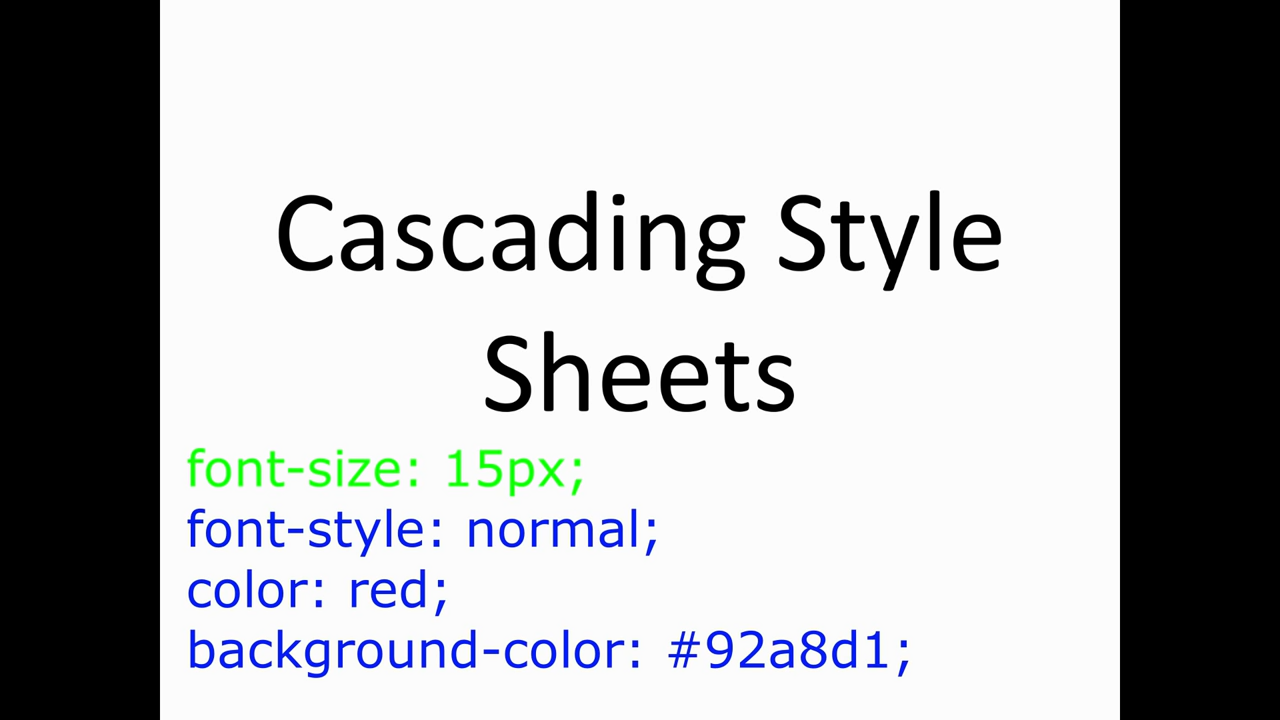 Cascading Style
Sheets
font-size: 15px;
font-style: normal;
color: red;
background-color: #92a8d1;